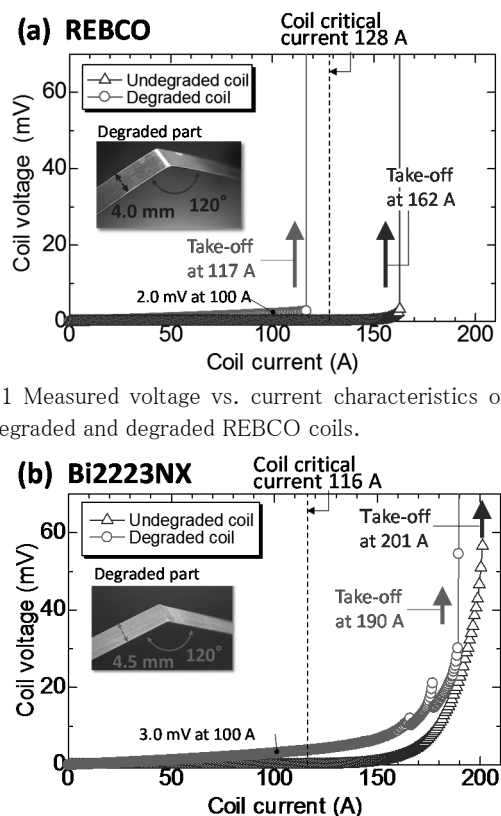 (a) REBCO
Coil critical
current 128 A
Undegraded coil
Degraded coil
Degraded part
4.0 mm
120°
Take-off
at 117 A
Take-off
at 162 A
2.0 mV at 100 A
Coil voltage (mV)
60
40
20
0
0
50
100
150
200
Coil current (A)
1 Measured voltage vs. current characteristics o
egraded and degraded REBCO coils.
(b) Bi2223NX
Coil critical
current 116 A
Undegraded coil
Degraded coil
Degraded part
4.5 mm
120°
Take-off
at 201 A
Take-off
at 190 A
3.0 mV at 100 A
Coil voltage (mV)
60
40
20
0
0
50
100
150
200
Coil current (A)